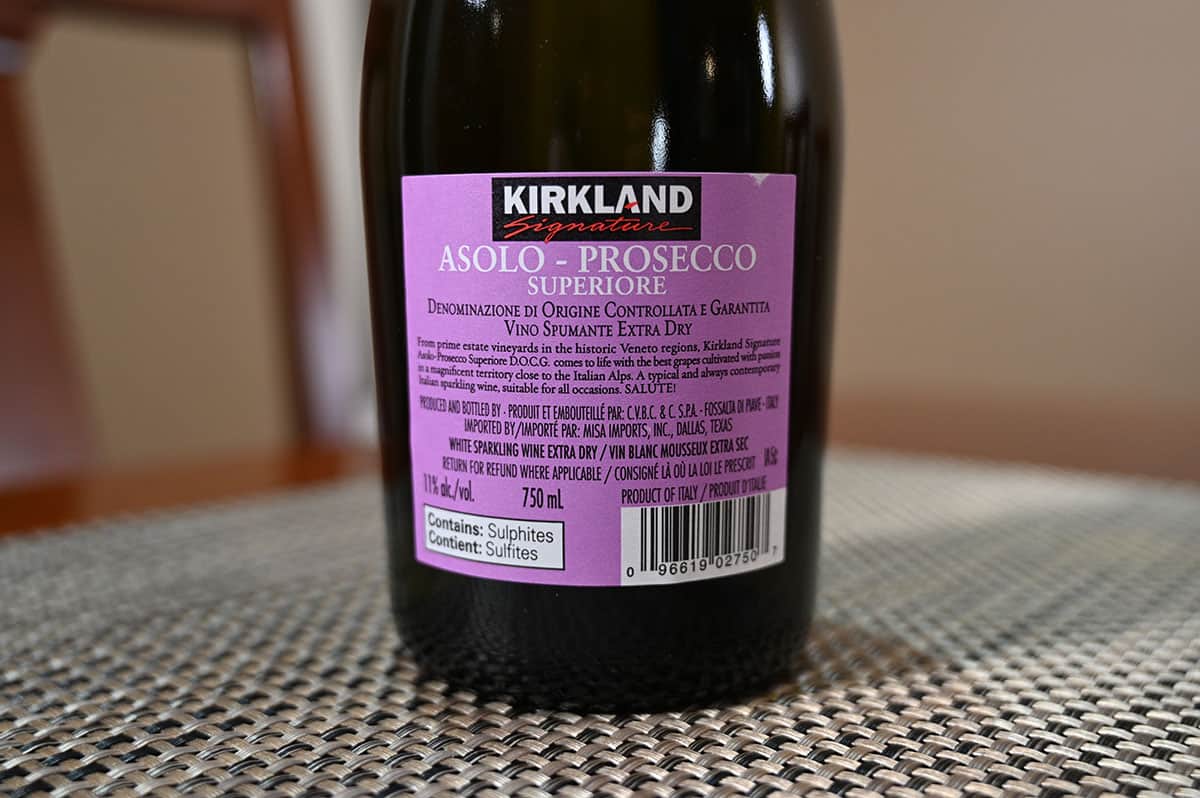 KIRKLAND
Signature
ASOLO - PROSECCO
SUPERIORE
DENOMINAZIONE DI ORIGINE CONTROLLATA E GARANTITA
VINO SPUMANTE EXTRA DRY
From prime estate vineyards in the historic Veneto regions, Kirkland Signature
Asolo-Prosecco Superiore D.O.C.G. comes to life with the best grapes cultivated with passion
in a magnificent territory close to the Italian Alps. A typical and always contemporary
Italian sparkling wine, suitable for all occasions. SALUTE!
PRODUCED AND BOTTLED BY - PRODUIT ET EMBOUTEILLÉ PAR: C.V.B.C. & C. S.P.A. - FOSSALTA DI PIAVE - ITALY
IMPORTED BY/IMPORTÉ PAR: MISA IMPORTS, INC., DALLAS, TEXAS
WHITE SPARKLING WINE EXTRA DRY / VIN BLANC MOUSSEUX EXTRA SEC
RETURN FOR REFUND WHERE APPLICABLE / CONSIGNÉ LÀ OÙ LA LOI LE PRESCRIT IA 5¢
11% alc./vol. 750 mL PRODUCT OF ITALY / PRODUIT D'ITALIE
Contains: Sulphites
Contient: Sulfites
0 96619 02750 7